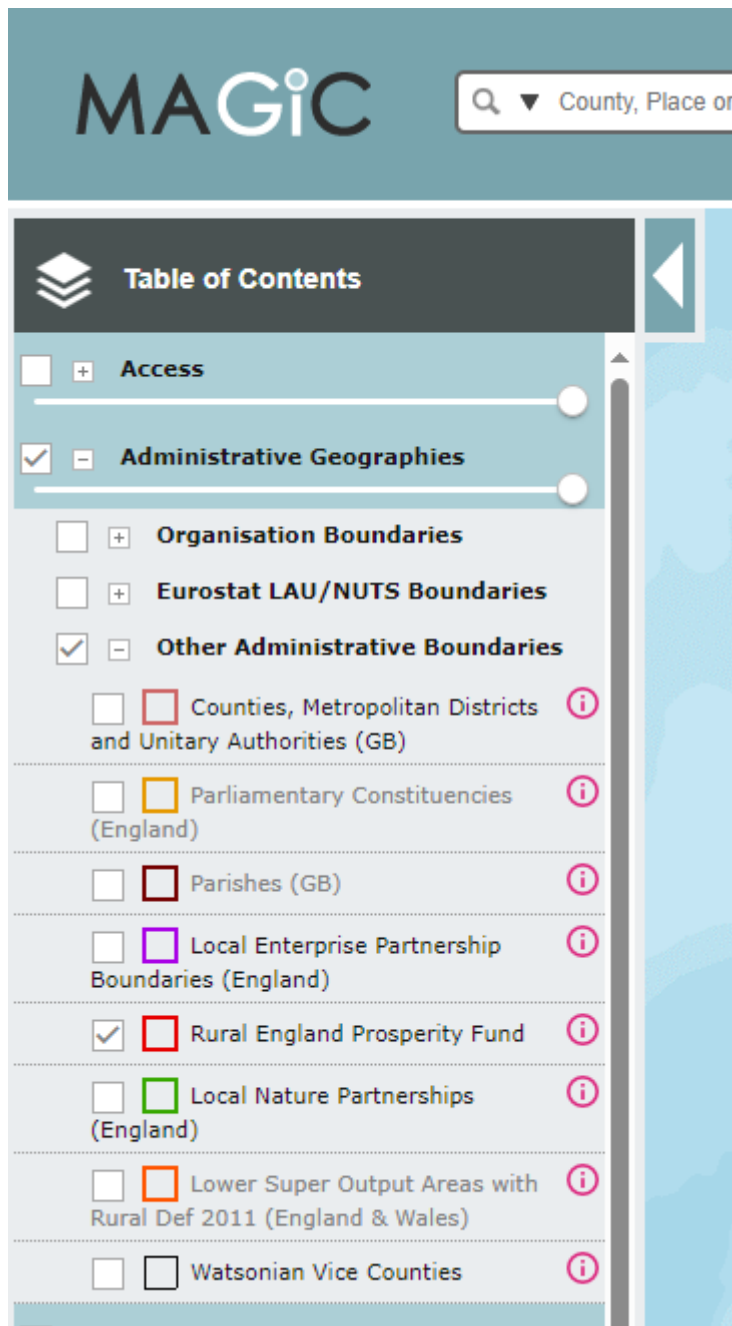 MAGiC
County, Place or
Table of Contents
Access
Administrative Geographies
Organisation Boundaries
Eurostat LAU/NUTS Boundaries
Other Administrative Boundaries
Counties, Metropolitan Districts
and Unitary Authorities (GB)
Parliamentary Constituencies
(England)
Parishes (GB)
Local Enterprise Partnership
Boundaries (England)
Rural England Prosperity Fund
Local Nature Partnerships
(England)
Lower Super Output Areas with
Rural Def 2011 (England & Wales)
Watsonian Vice Counties